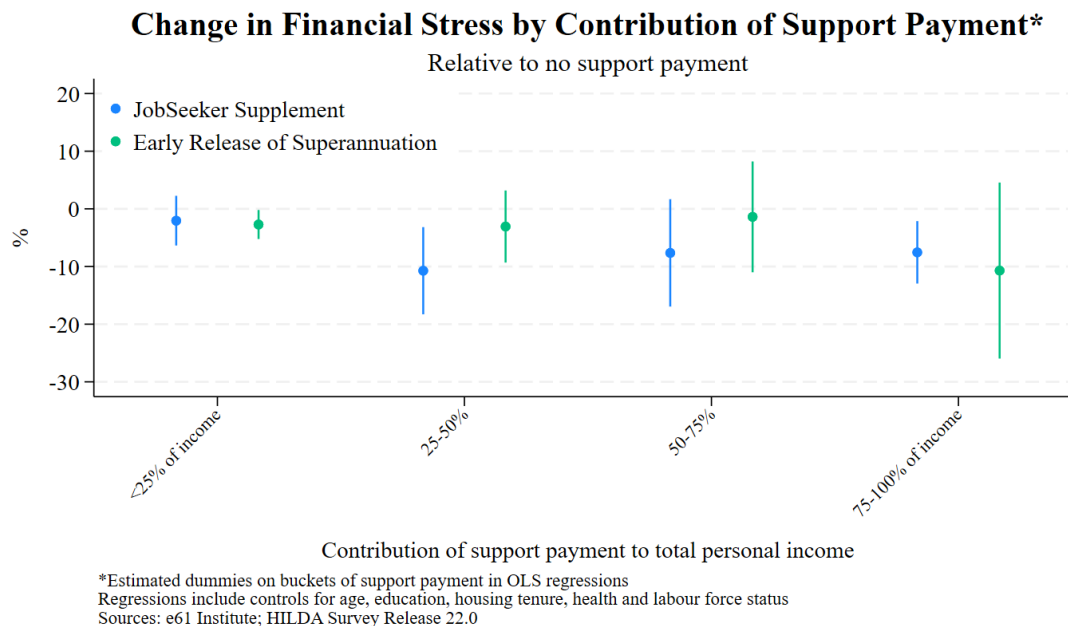 Change in Financial Stress by Contribution of Support Payment*
Relative to no support payment
JobSeeker Supplement
Early Release of Superannuation
%
20
10
0
-10
-20
-30
<25% of income
25-50%
50-75%
75-100% of income
Contribution of support payment to total personal income
*Estimated dummies on buckets of support payment in OLS regressions
Regressions include controls for age, education, housing tenure, health and labour force status
Sources: e61 Institute; HILDA Survey Release 22.0